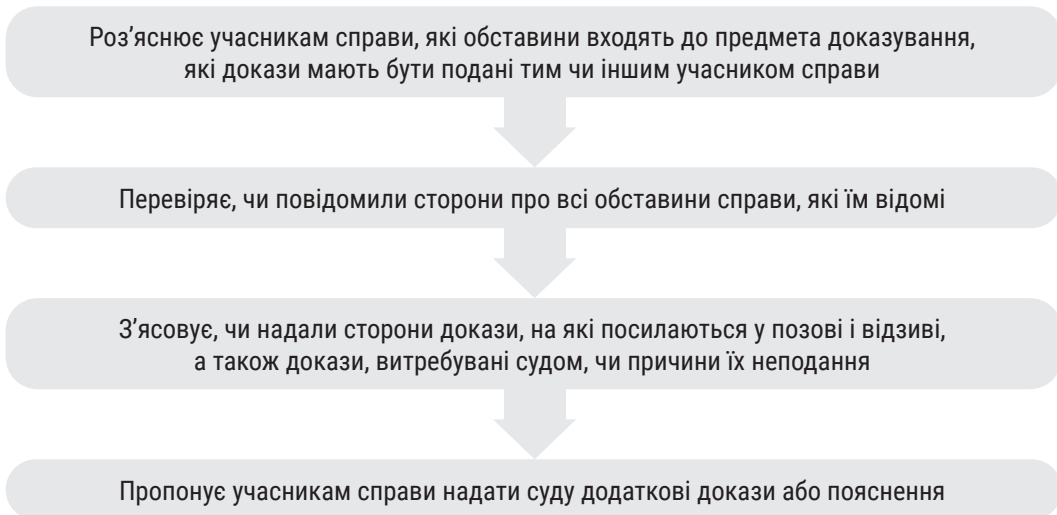 Роз’яснює учасникам справи, які обставини входять до предмета доказування,
які докази мають бути подані тим чи іншим учасником справи
Перевіряє, чи повідомили сторони про всі обставини справи, які їм відомі
З’ясовує, чи надали сторони докази, на які посилаються у позові і відзиві,
а також докази, витребувані судом, чи причини їх неподання
Пропонує учасникам справи надати суду додаткові докази або пояснення